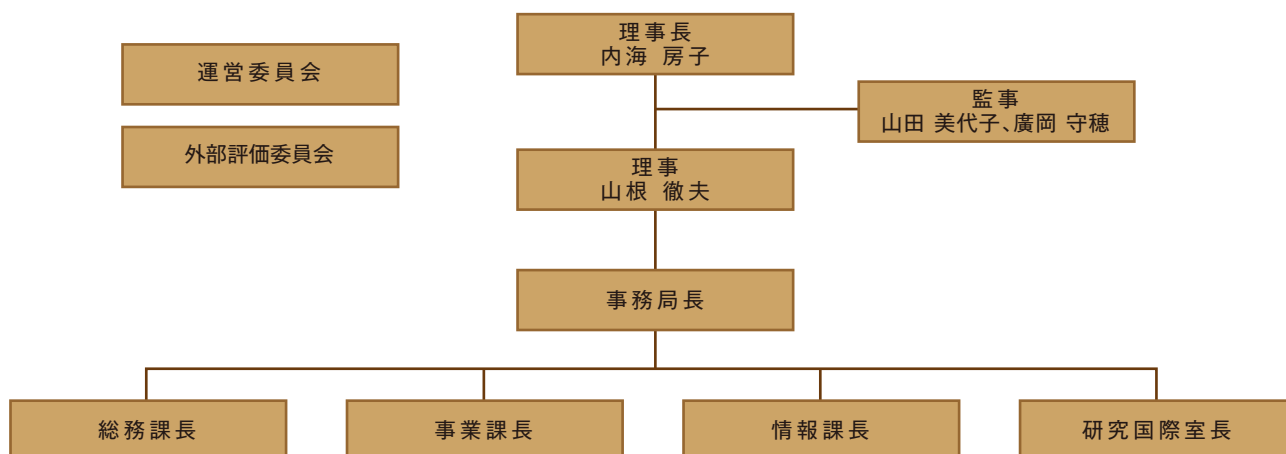 理事長
内海 房子
運営委員会
監事
山田 美代子、廣岡 守穂
外部評価委員会
理事
山根 徹夫
事務局長
総務課長
事業課長
情報課長
研究国際室長